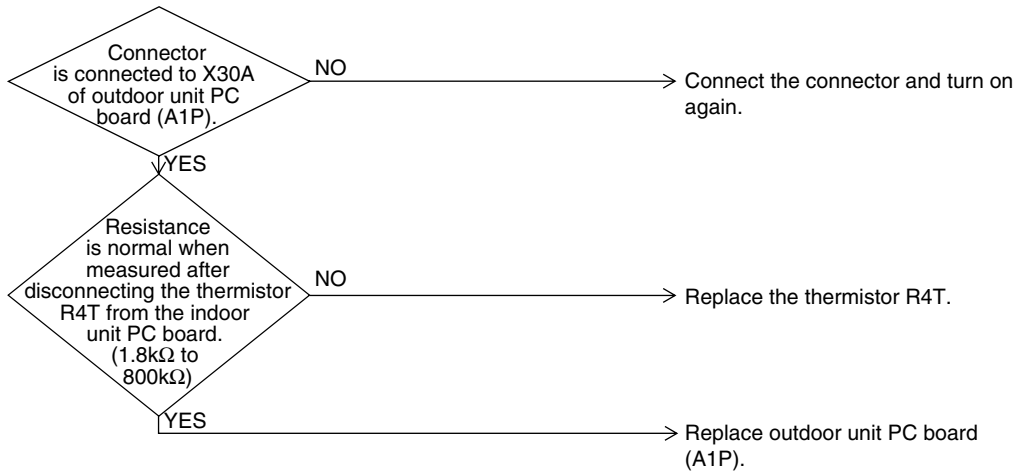 Connector
is connected to X30A
of outdoor unit PC
board (A1P).
NO
Connect the connector and turn on
again.
YES
Resistance
is normal when
measured after
disconnecting the thermistor
R4T from the indoor
unit PC board.
(1.8kΩ to
800kΩ)
NO
Replace the thermistor R4T.
YES
Replace outdoor unit PC board
(A1P).